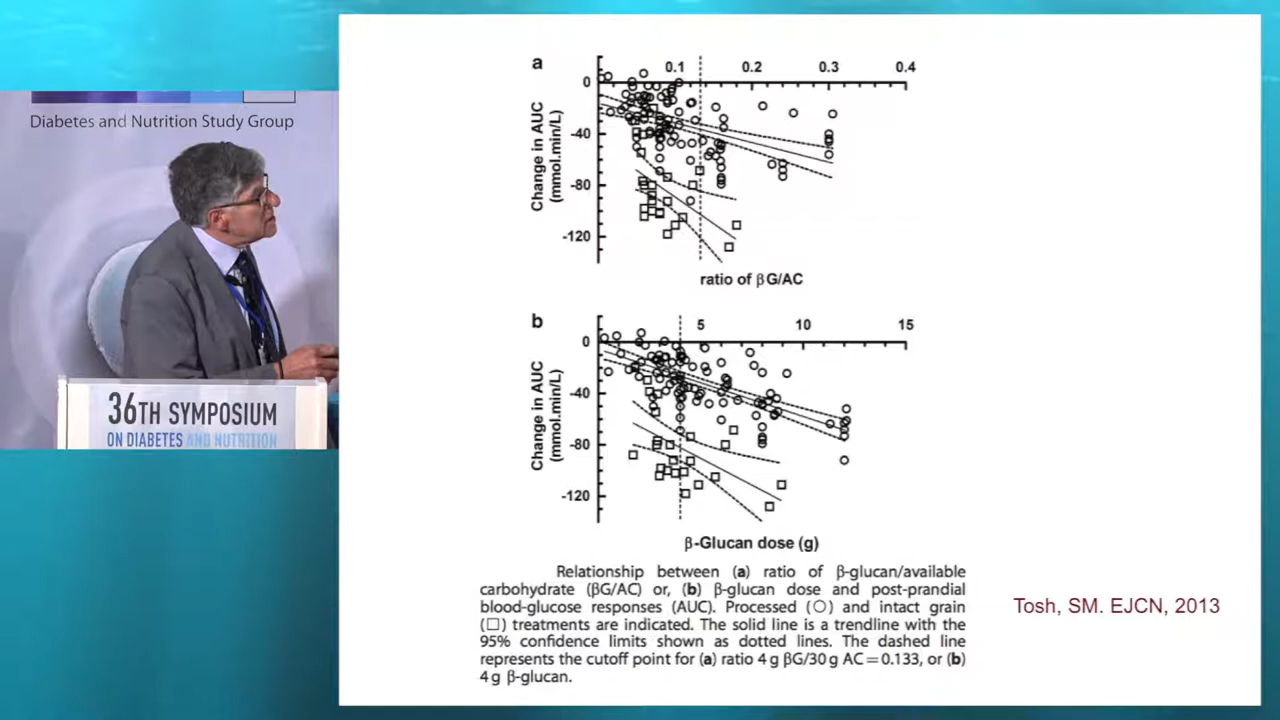 Diabetes and Nutrition Study Group
36TH SYMPOSIUM
ON DIABETES AND NUTRITION
a
0.1 0.2 0.3 0.4
0
-40
-80
-120
Change in AUC
(mmol.min/L)
ratio of βG/AC
b
5 10 15
0
-40
-80
-120
Change in AUC
(mmol.min/L)
β-Glucan dose (g)
Relationship between (a) ratio of β-glucan/available
carbohydrate (βG/AC) or, (b) β-glucan dose and post-prandial
blood-glucose responses (AUC). Processed (○) and intact grain
(□) treatments are indicated. The solid line is a trendline with the
95% confidence limits shown as dotted lines. The dashed line
represents the cutoff point for (a) ratio 4 g βG/30 g AC = 0.133, or (b)
4 g β-glucan.
Tosh, SM. EJCN, 2013